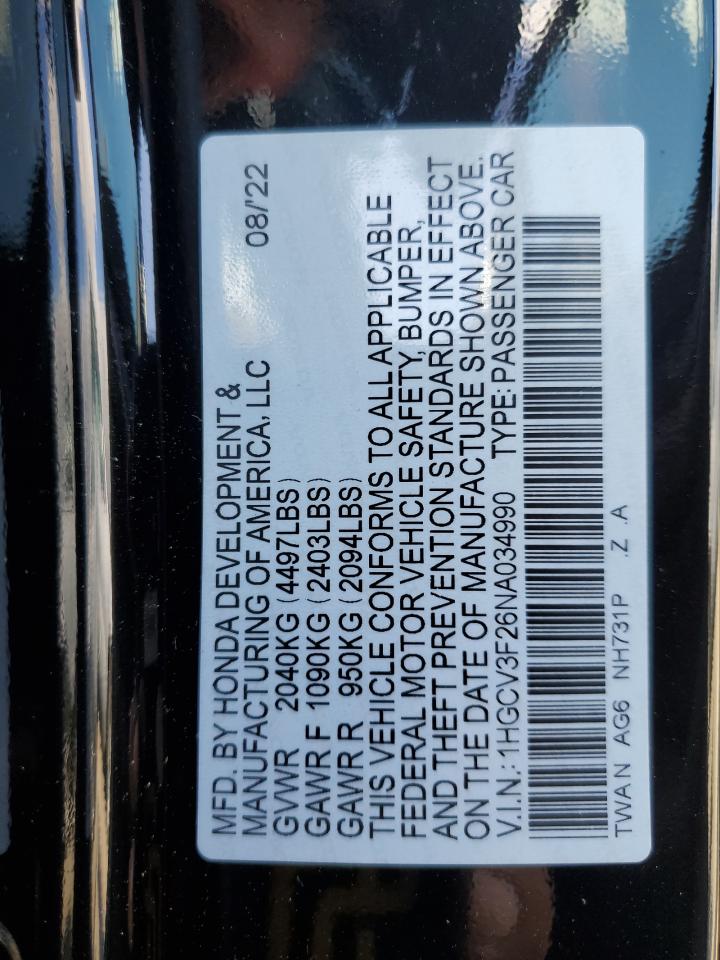 MFD. BY HONDA DEVELOPMENT &
MANUFACTURING OF AMERICA, LLC 08/'22
GVWR 2040KG (4497LBS)
GAWR F 1090KG (2403LBS)
GAWR R 950KG (2094LBS)
THIS VEHICLE CONFORMS TO ALL APPLICABLE
FEDERAL MOTOR VEHICLE SAFETY, BUMPER,
AND THEFT PREVENTION STANDARDS IN EFFECT
ON THE DATE OF MANUFACTURE SHOWN ABOVE.
V.I.N.: 1HGCV3F26NA034990 TYPE: PASSENGER CAR
TWAN AG6 NH731P .Z .A